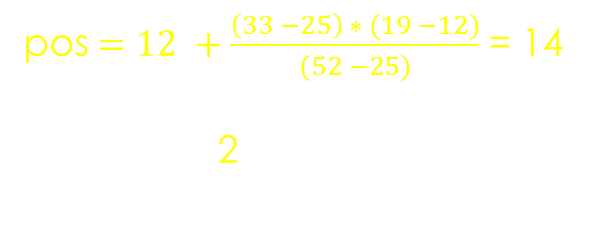 pos = 12 + (33 –25) * (19 –12) / (52 –25) = 14
2